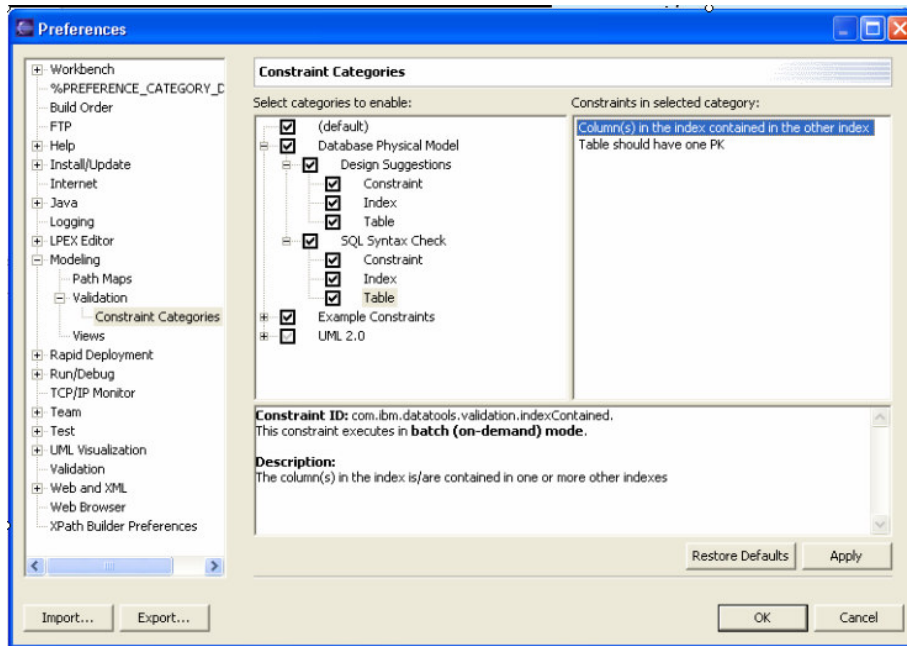 Preferences
Workbench
%PREFERENCE_CATEGORY_D
Build Order
FTP
Help
Install/Update
Internet
Java
Logging
LPEX Editor
Modeling
Path Maps
Validation
Constraint Categories
Views
Rapid Deployment
Run/Debug
TCP/IP Monitor
Team
Test
UML Visualization
Validation
Web and XML
Web Browser
XPath Builder Preferences
Constraint Categories
Select categories to enable:
(default)
Database Physical Model
Design Suggestions
Constraint
Index
Table
SQL Syntax Check
Constraint
Index
Table
Example Constraints
UML 2.0
Constraints in selected category:
Column(s) in the index contained in the other index
Table should have one PK
Constraint ID: com.ibm.datatools.validation.indexContained.
This constraint executes in batch (on-demand) mode.
Description:
The column(s) in the index is/are contained in one or more other indexes
Restore Defaults
Apply
Import...
Export...
OK
Cancel